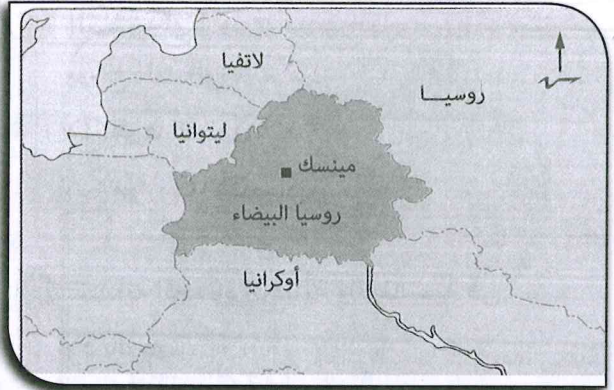 لاتفيا
روسيـــا
ليتوانيا
مينسك
روسيا البيضاء
أوكرانيا